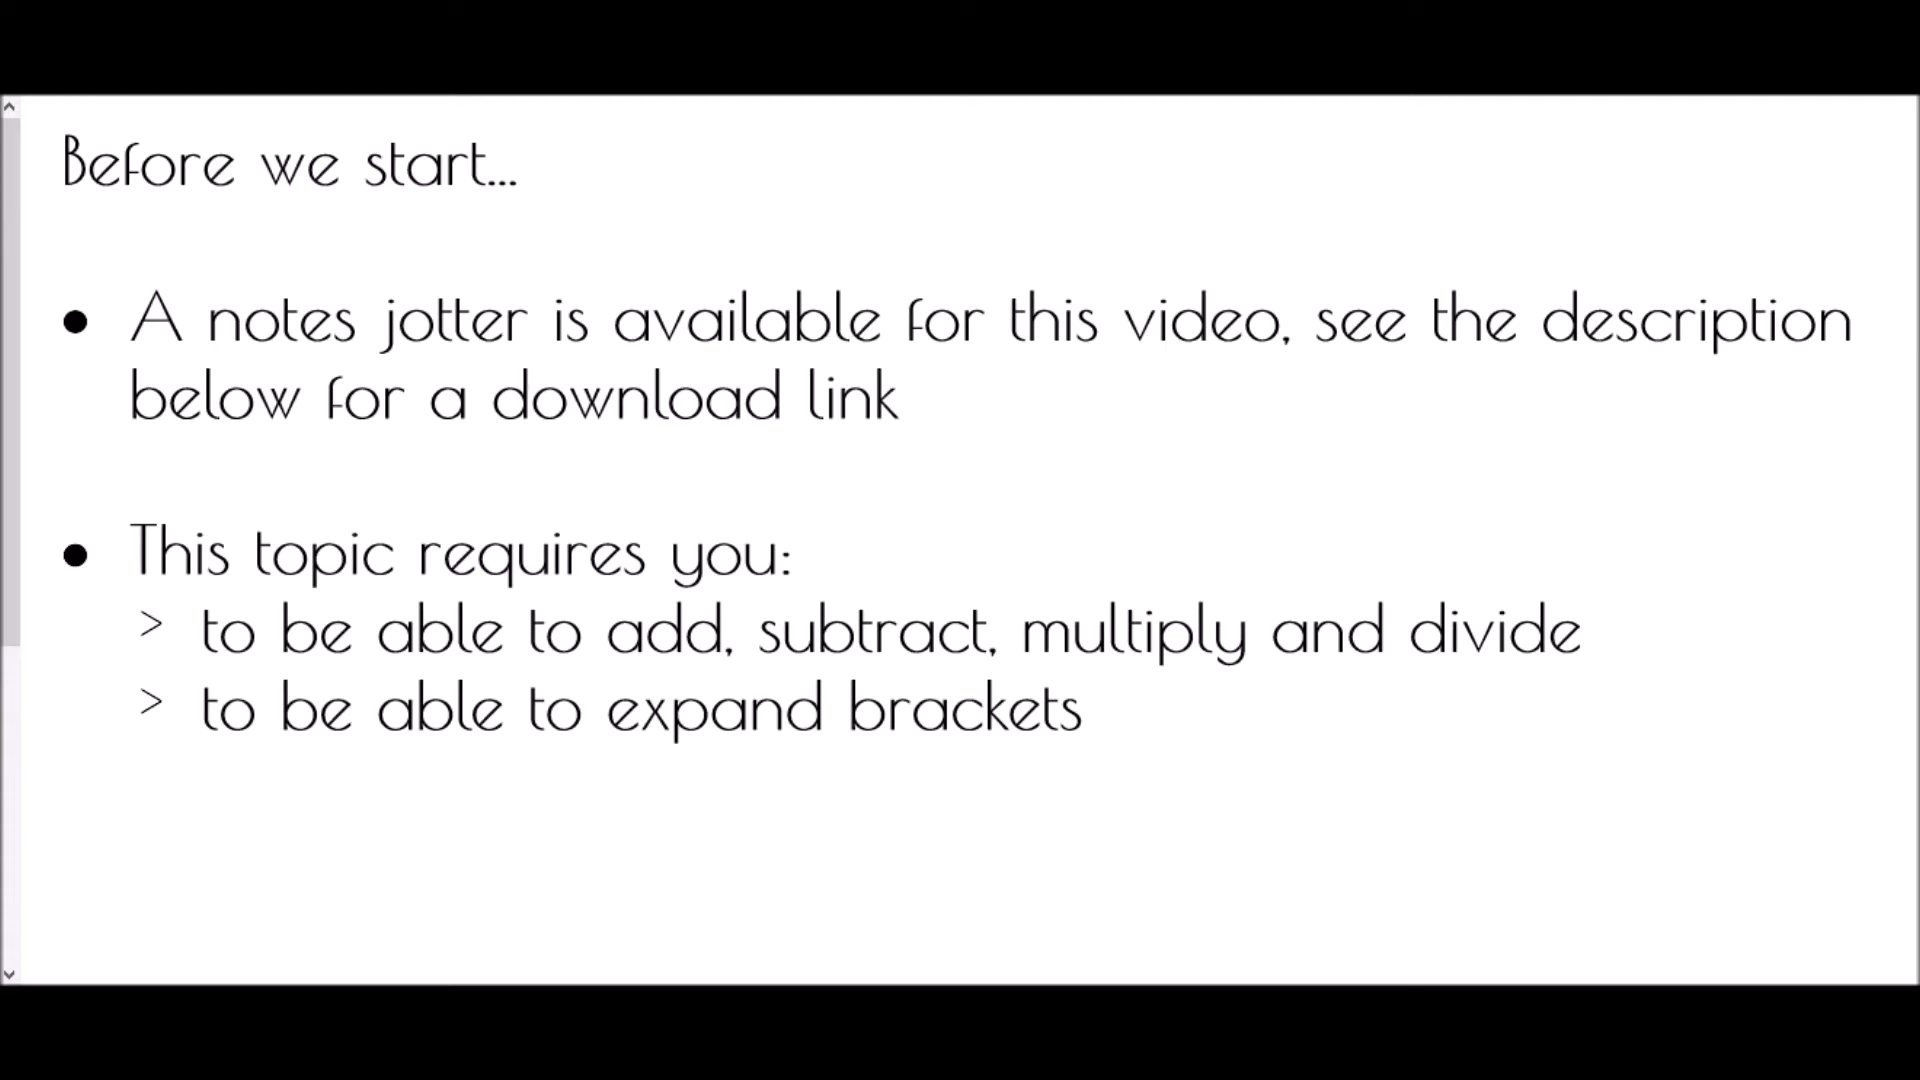 Before we start...
● A notes jotter is available for this video, see the description
below for a download link
● This topic requires you:
> to be able to add, subtract, multiply and divide
> to be able to expand brackets